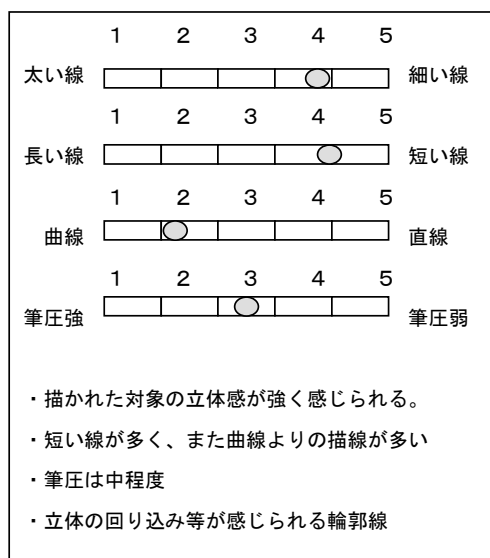 1 2 3 4 5
太い線 細い線
1 2 3 4 5
長い線 短い線
1 2 3 4 5
曲線 直線
1 2 3 4 5
筆圧強 筆圧弱
・描かれた対象の立体感が強く感じられる。
・短い線が多く、また曲線よりの描線が多い
・筆圧は中程度
・立体の回り込み等が感じられる輪郭線